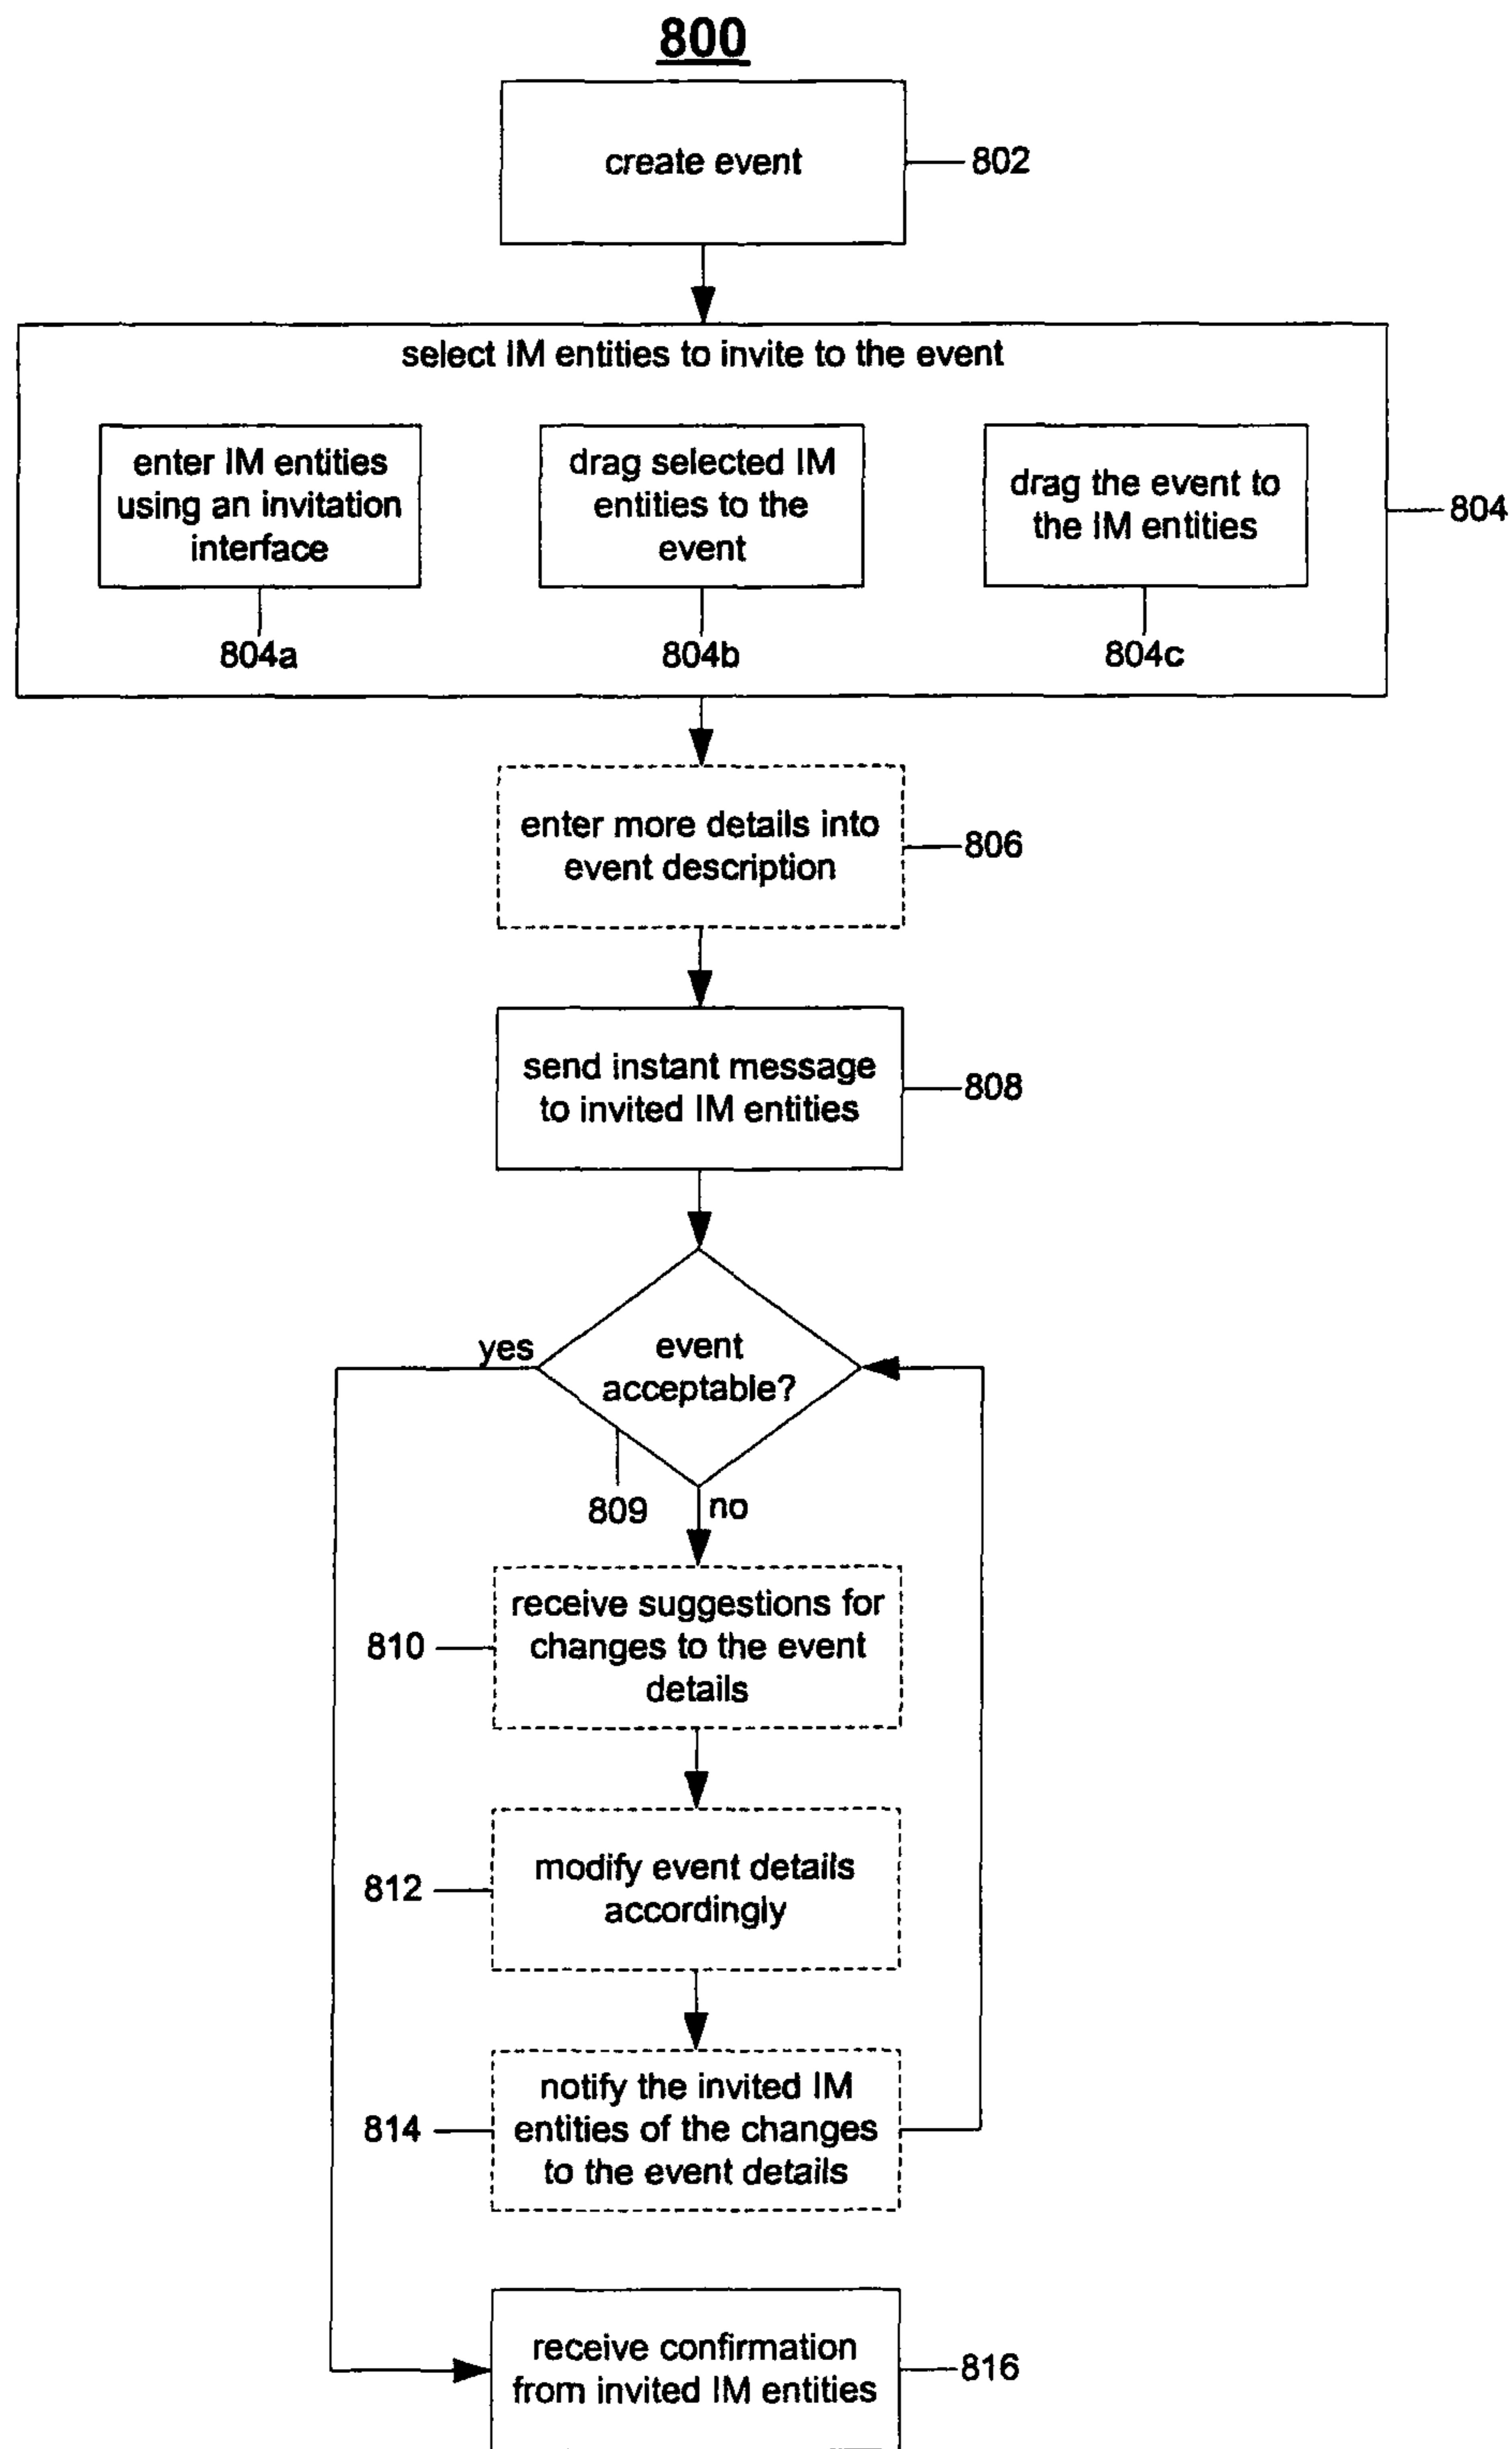 800
create event
802
select IM entities to invite to the event
enter IM entities
using an invitation
interface
804a
drag selected IM
entities to the
event
804b
drag the event to
the IM entities
804c
804
enter more details into
event description
806
send instant message
to invited IM entities
808
event
acceptable?
yes
809
no
receive suggestions for
changes to the event
details
810
modify event details
accordingly
812
notify the invited IM
entities of the changes
to the event details
814
receive confirmation
from invited IM entities
816